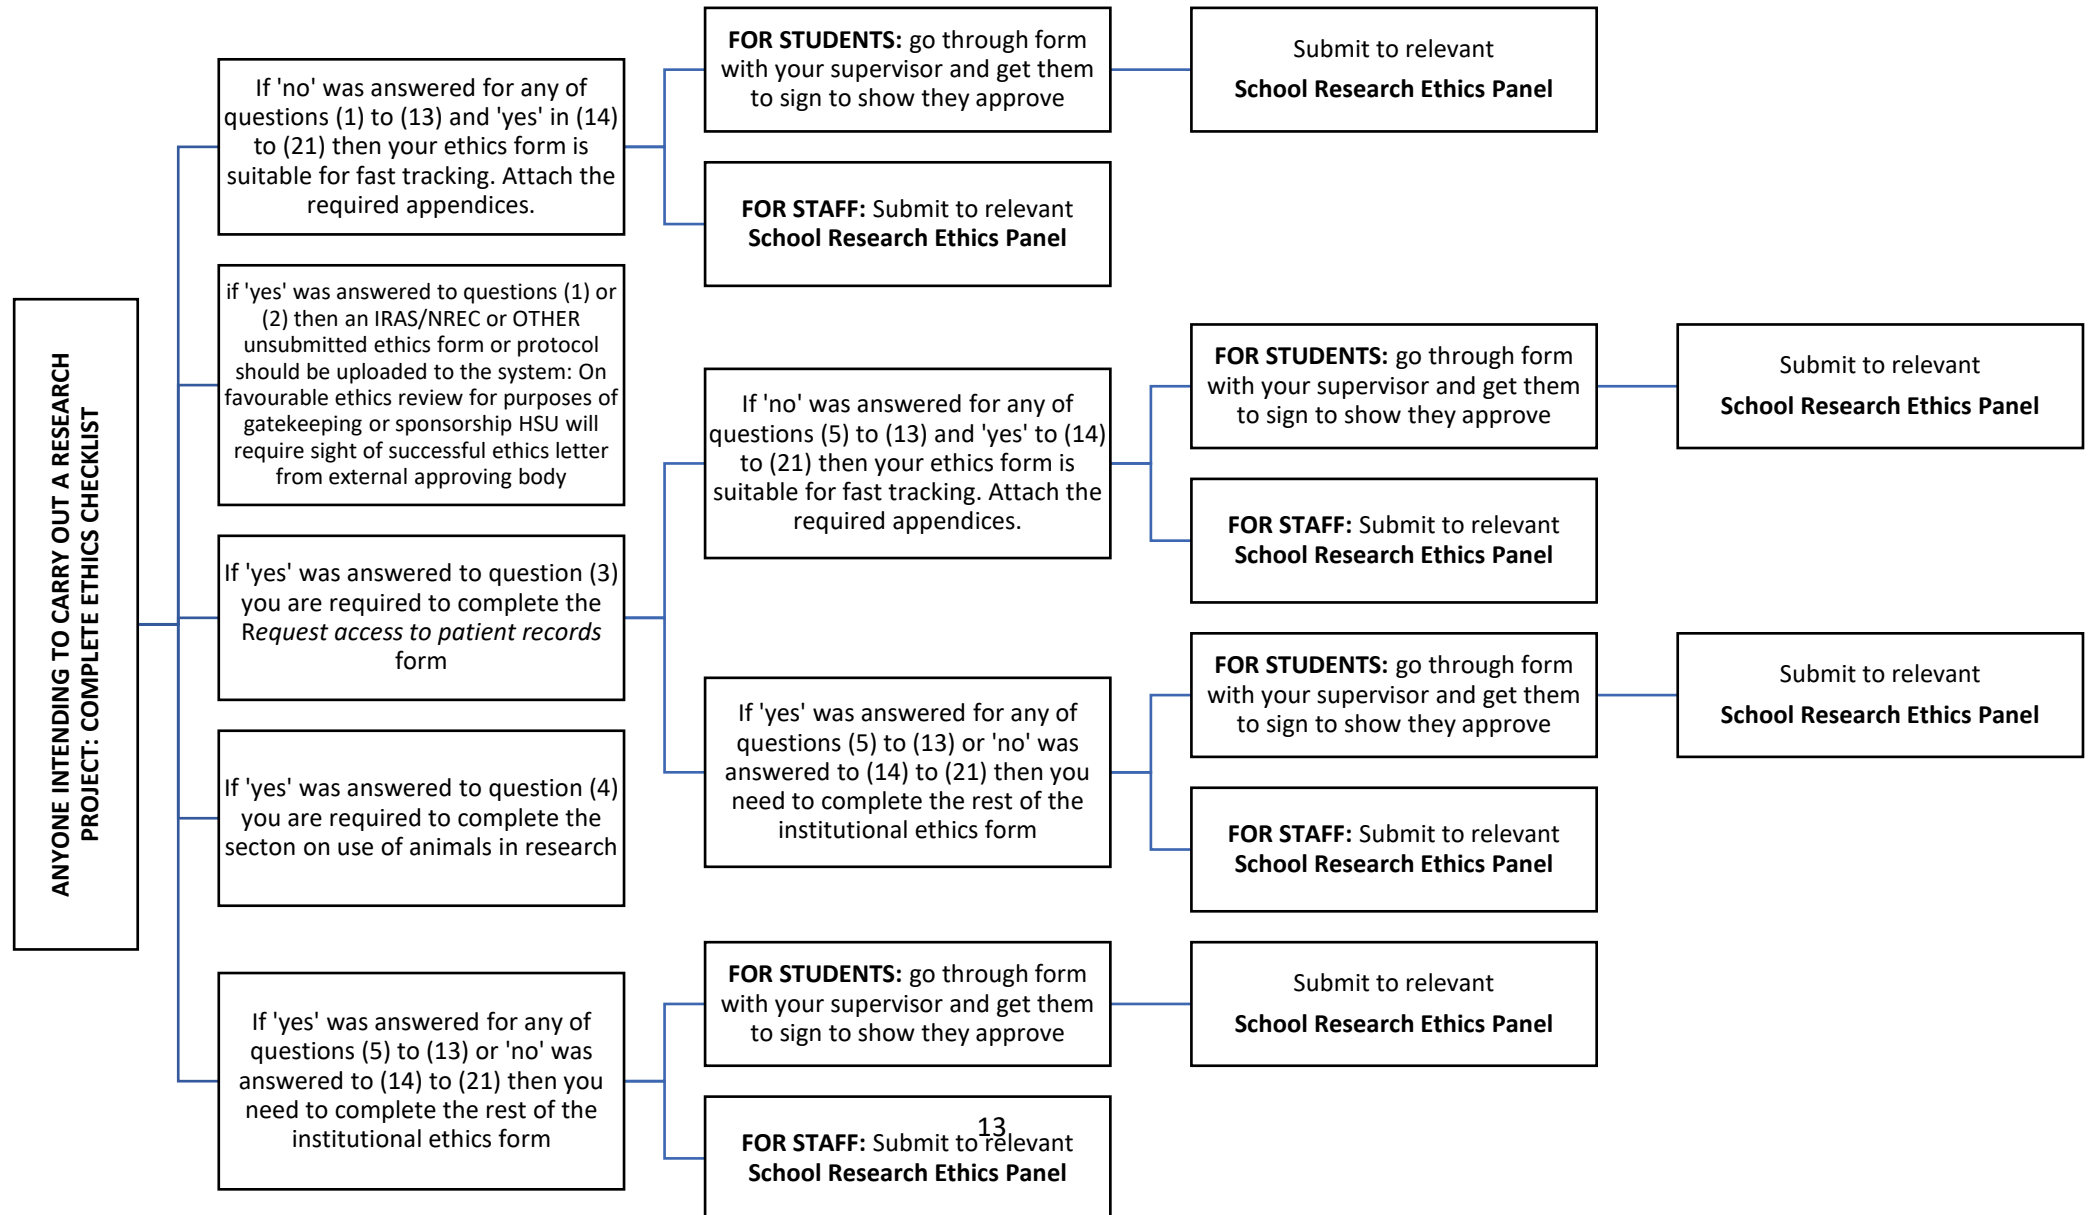 ANYONE INTENDING TO CARRY OUT A RESEARCH
PROJECT: COMPLETE ETHICS CHECKLIST
If 'no' was answered for any of
questions (1) to (13) and 'yes' in (14)
to (21) then your ethics form is
suitable for fast tracking. Attach the
required appendices.
FOR STUDENTS: go through form
with your supervisor and get them
to sign to show they approve
Submit to relevant
School Research Ethics Panel
FOR STAFF: Submit to relevant
School Research Ethics Panel
if 'yes' was answered to questions (1) or
(2) then an IRAS/NREC or OTHER
unsubmitted ethics form or protocol
should be uploaded to the system: On
favourable ethics review for purposes of
gatekeeping or sponsorship HSU will
require sight of successful ethics letter
from external approving body
If 'yes' was answered to question (3)
you are required to complete the
Request access to patient records
form
If 'no' was answered for any of
questions (5) to (13) and 'yes' to (14)
to (21) then your ethics form is
suitable for fast tracking. Attach the
required appendices.
FOR STUDENTS: go through form
with your supervisor and get them
to sign to show they approve
Submit to relevant
School Research Ethics Panel
FOR STAFF: Submit to relevant
School Research Ethics Panel
If 'yes' was answered for any of
questions (5) to (13) or 'no' was
answered to (14) to (21) then you
need to complete the rest of the
institutional ethics form
FOR STUDENTS: go through form
with your supervisor and get them
to sign to show they approve
Submit to relevant
School Research Ethics Panel
FOR STAFF: Submit to relevant
School Research Ethics Panel
If 'yes' was answered to question (4)
you are required to complete the
secton on use of animals in research
If 'yes' was answered for any of
questions (5) to (13) or 'no' was
answered to (14) to (21) then you
need to complete the rest of the
institutional ethics form
FOR STUDENTS: go through form
with your supervisor and get them
to sign to show they approve
Submit to relevant
School Research Ethics Panel
FOR STAFF: Submit to relevant
School Research Ethics Panel
13